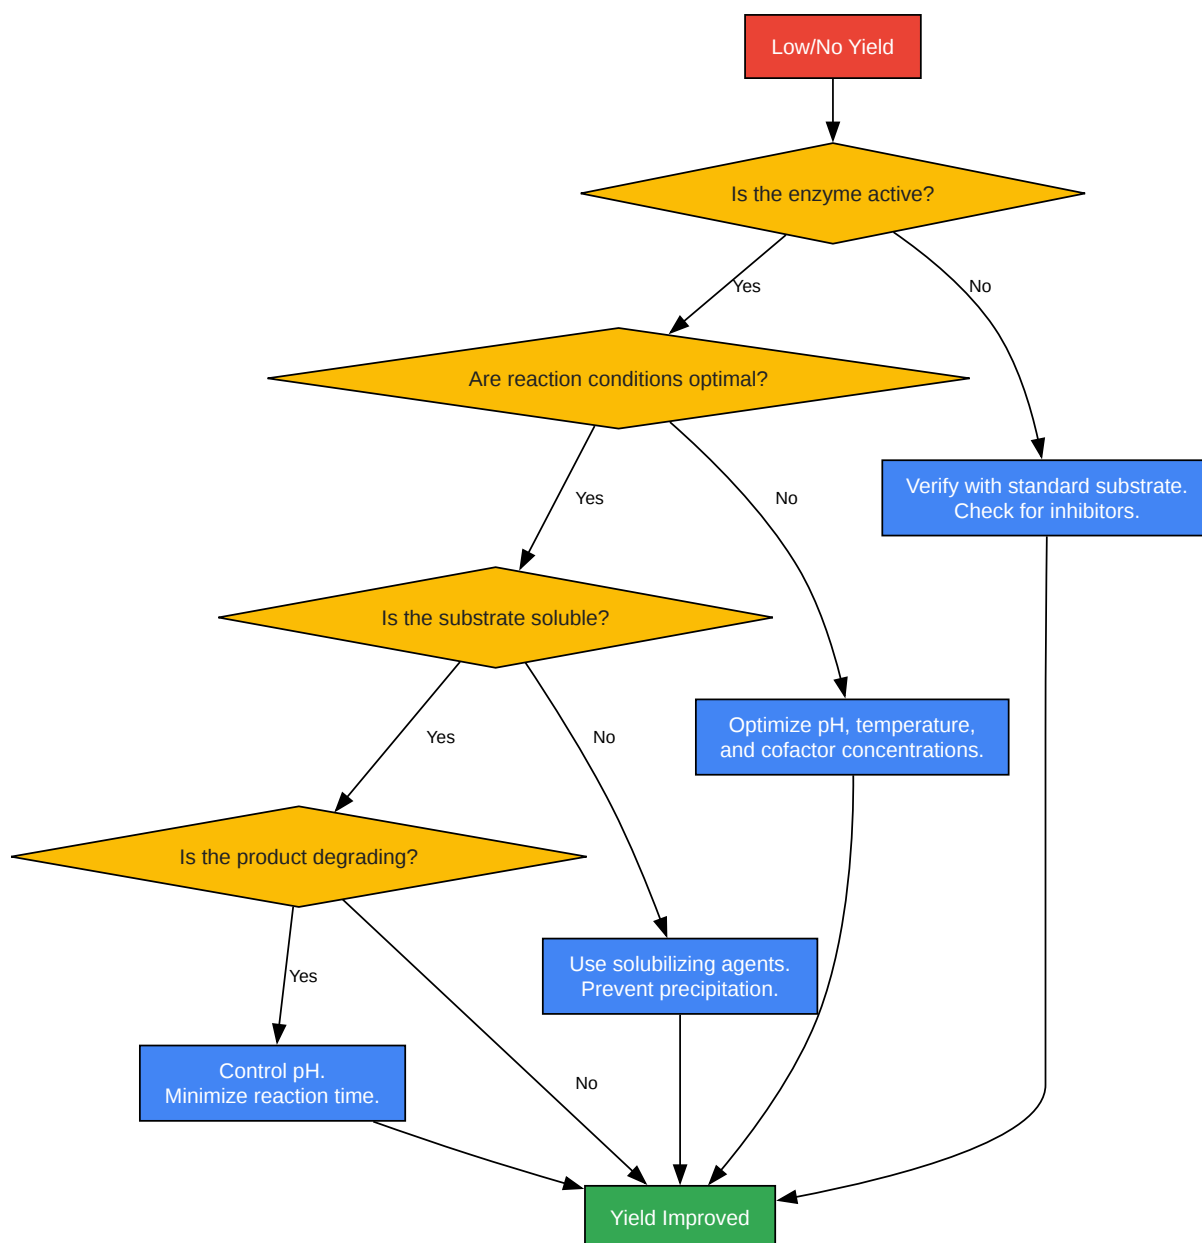 Low/No Yield
Is the enzyme active?
Yes
No
Are reaction conditions optimal?
Verify with standard substrate.
Check for inhibitors.
Yes
No
Is the substrate soluble?
Optimize pH, temperature,
and cofactor concentrations.
Yes
No
Is the product degrading?
Use solubilizing agents.
Prevent precipitation.
Yes
Control pH.
Minimize reaction time.
No
Yield Improved